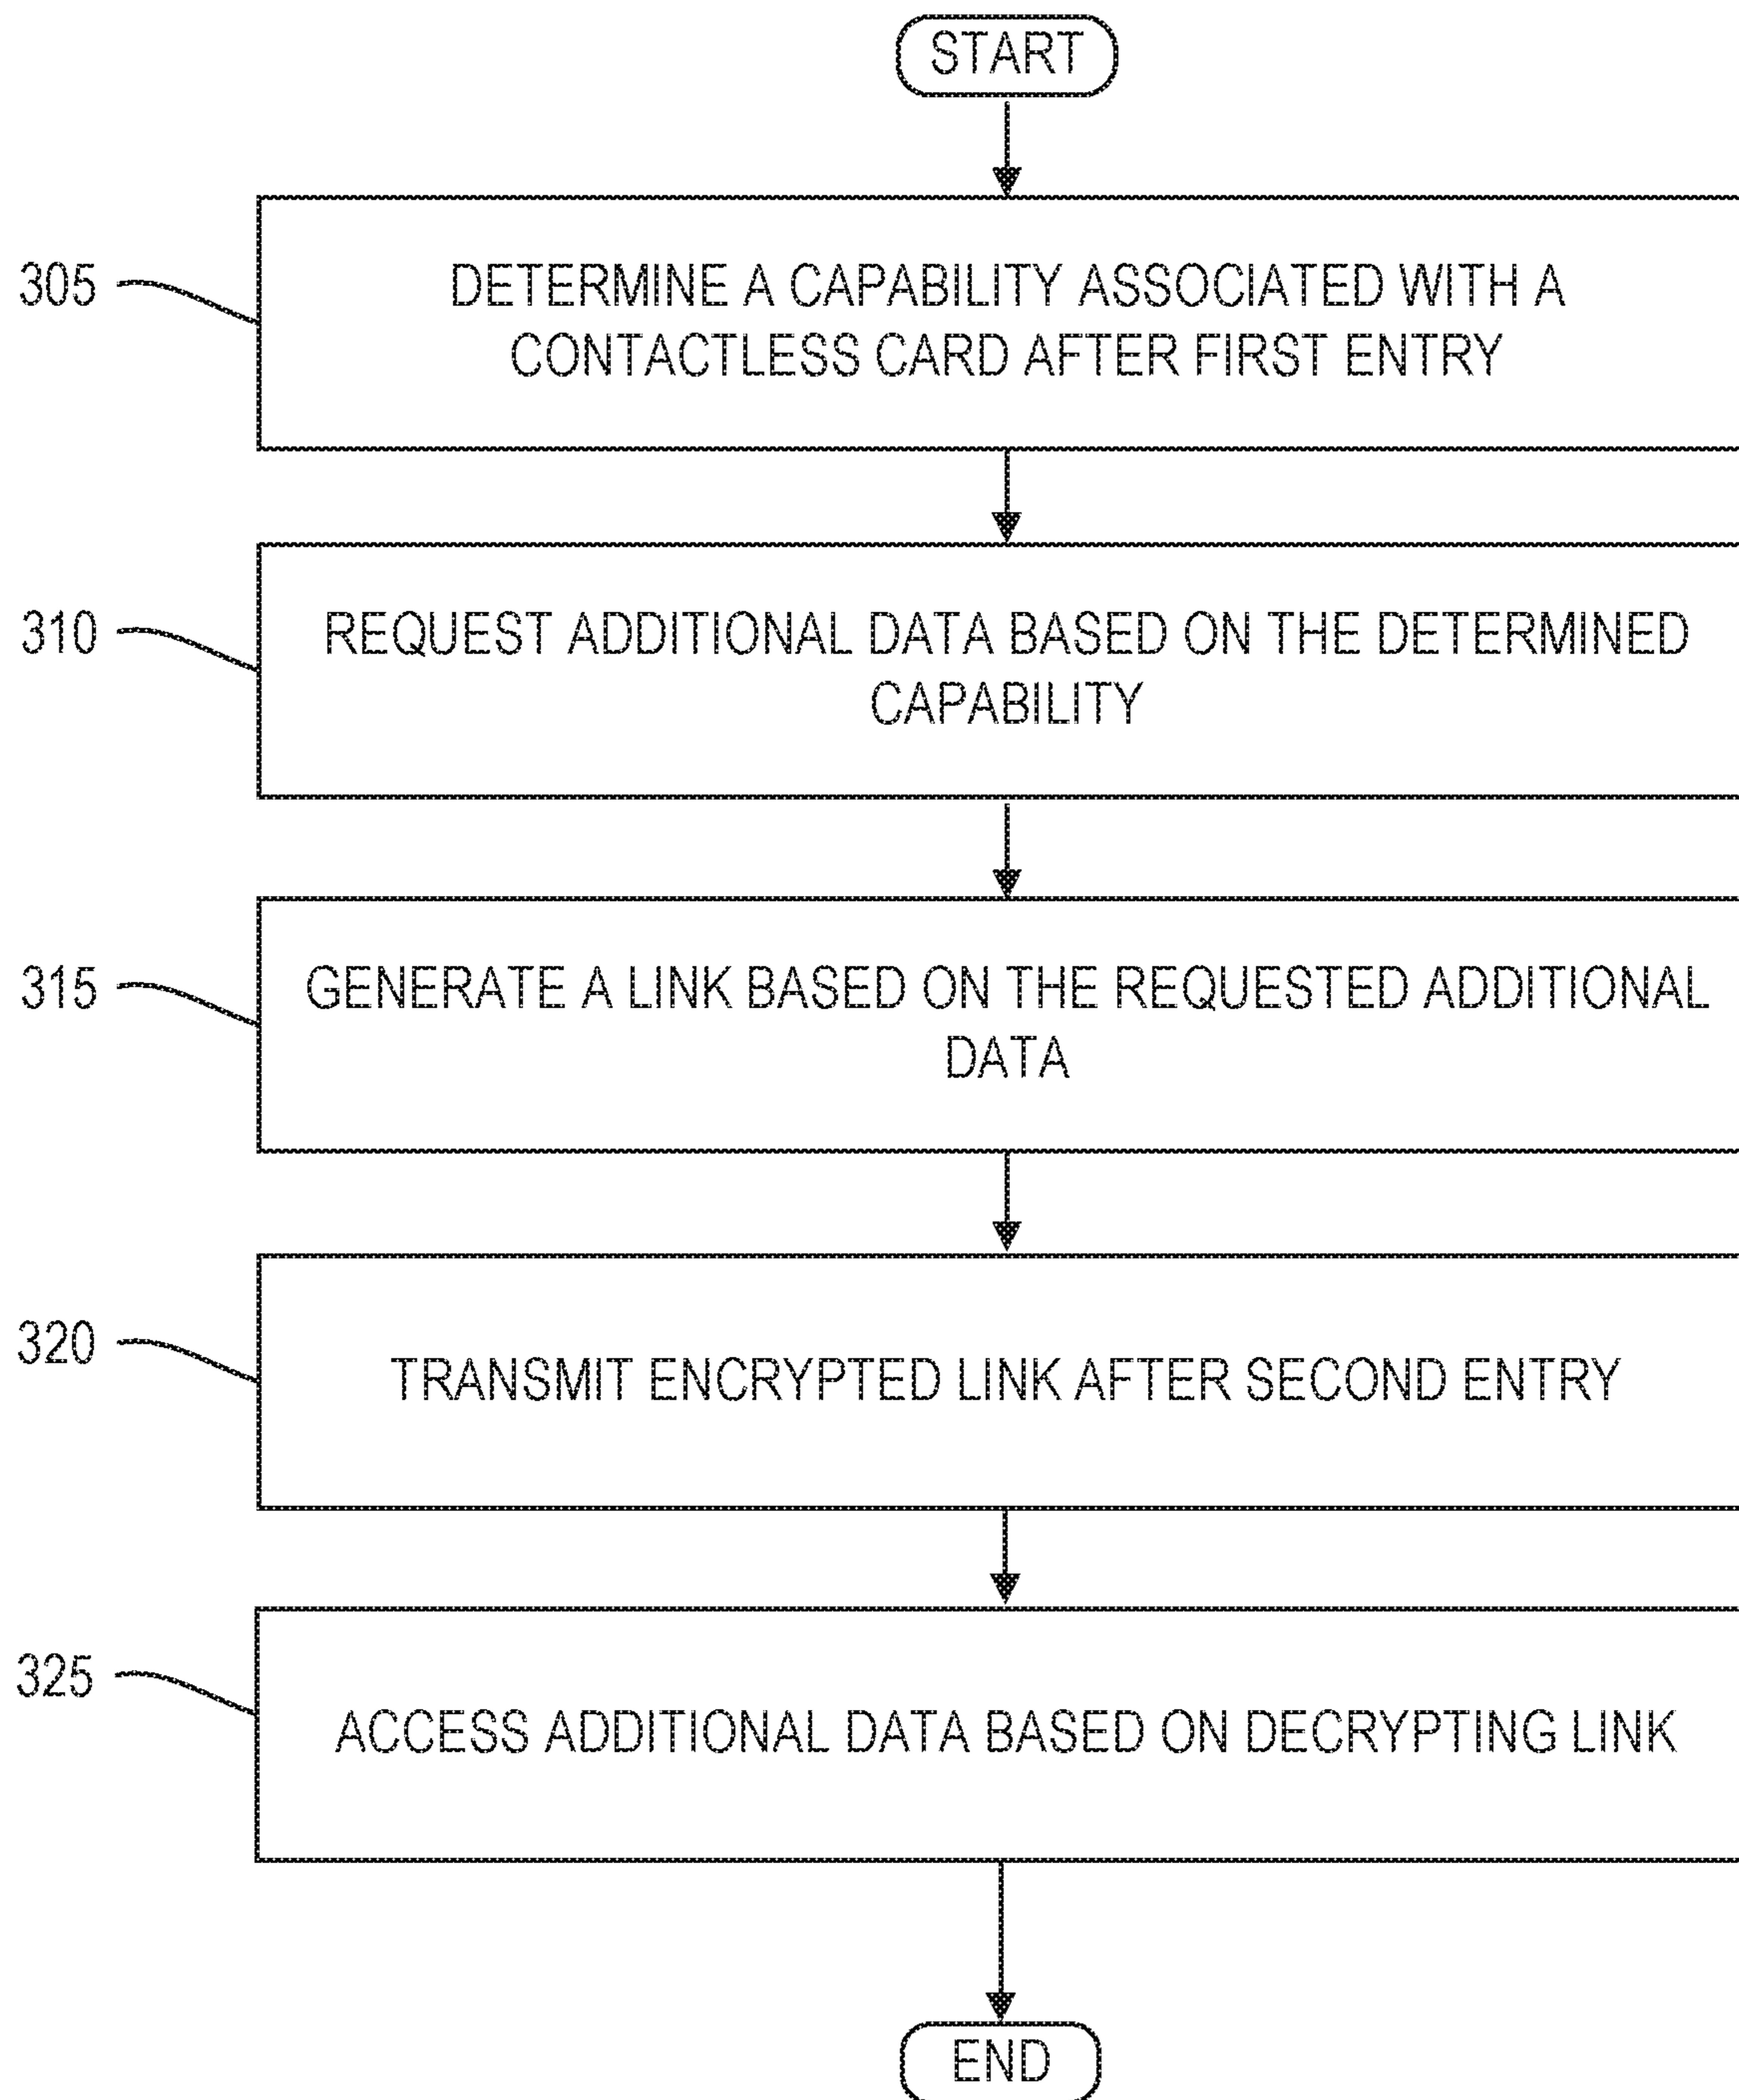 START
305
DETERMINE A CAPABILITY ASSOCIATED WITH A
CONTACTLESS CARD AFTER FIRST ENTRY
310
REQUEST ADDITIONAL DATA BASED ON THE DETERMINED
CAPABILITY
315
GENERATE A LINK BASED ON THE REQUESTED ADDITIONAL
DATA
320
TRANSMIT ENCRYPTED LINK AFTER SECOND ENTRY
325
ACCESS ADDITIONAL DATA BASED ON DECRYPTING LINK
END